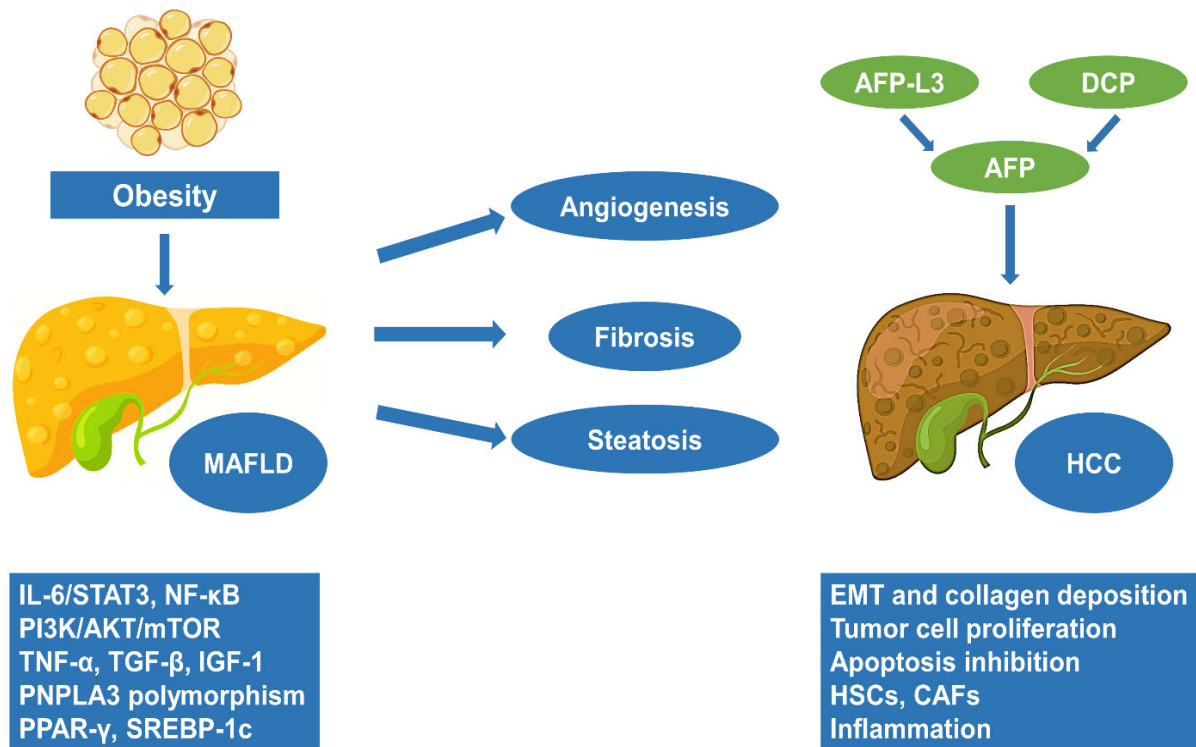 Obesity
MAFLD
IL-6/STAT3, NF-κB
PI3K/AKT/mTOR
TNF-α, TGF-β, IGF-1
PNPLA3 polymorphism
PPAR-γ, SREBP-1c
Angiogenesis
Fibrosis
Steatosis
AFP-L3
DCP
AFP
HCC
EMT and collagen deposition
Tumor cell proliferation
Apoptosis inhibition
HSCs, CAFs
Inflammation